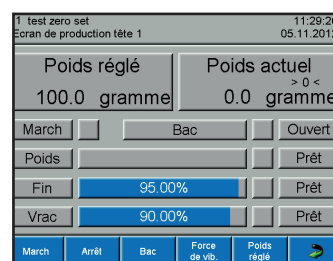 1 test zero set 11:29:20
Ecran de production tête 1 05.11.201
Poids réglé Poids actuel
> 0 <
100.0 gramme 0.0 gramme
March Bac Ouvert
Poids Prêt
Fin 95.00% Prêt
Vrac 90.00% Prêt
March Arrêt Bac Force de vib. Poids réglé